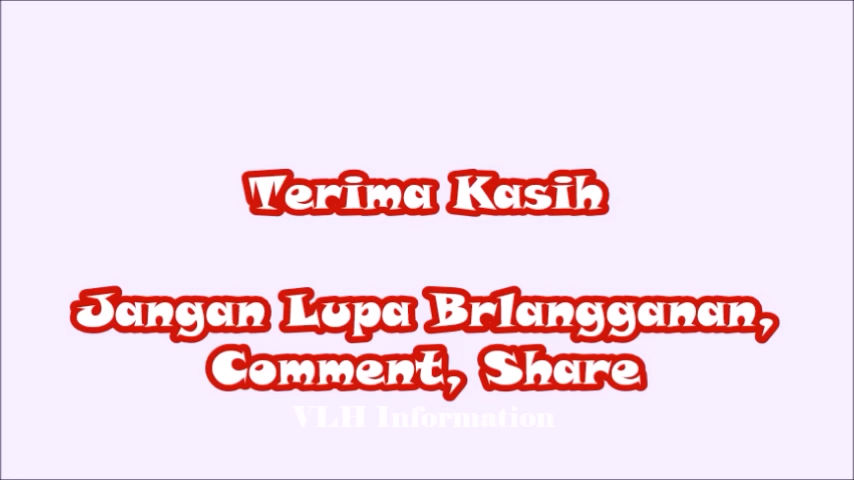 Terima Kasih
Jangan Lupa Brlangganan,
Comment, Share
VLH Information